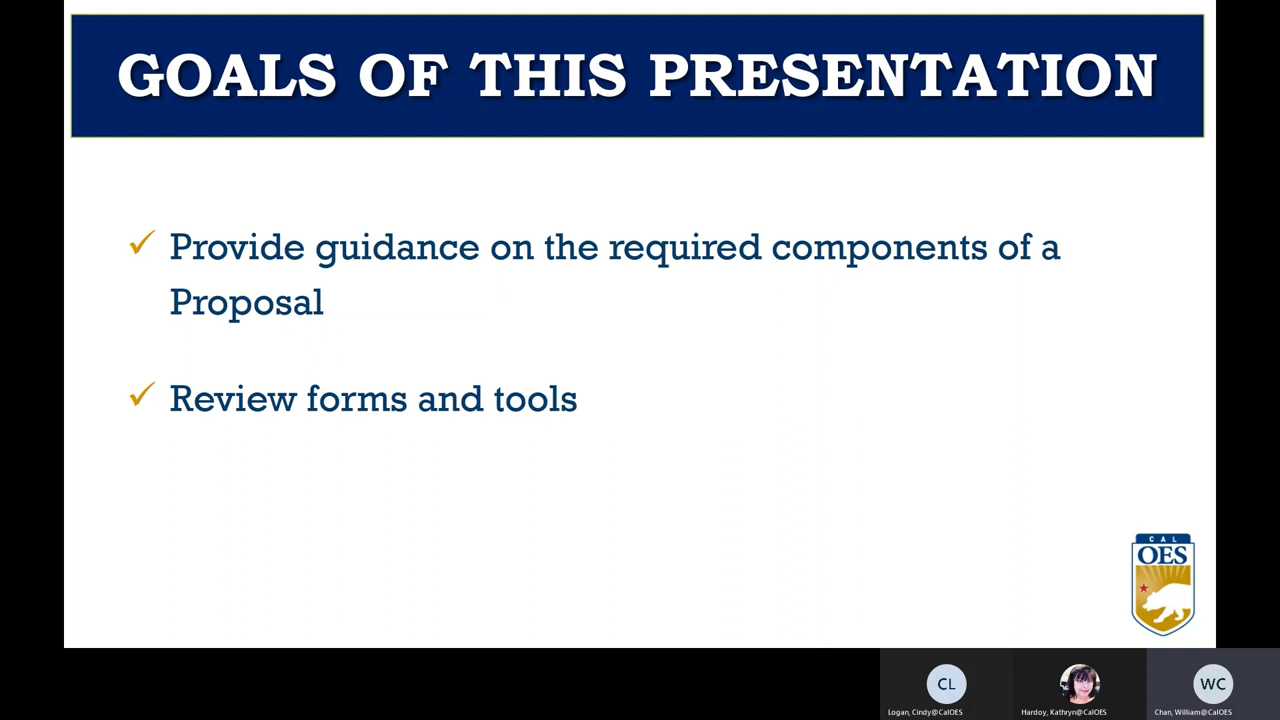 GOALS OF THIS PRESENTATION
✓ Provide guidance on the required components of a
Proposal
✓ Review forms and tools
CAL
OES
CL
WC
Logan, Cindy@CalOES
Hardoy, Kathryn@CalOES
Chan, William@CalOES